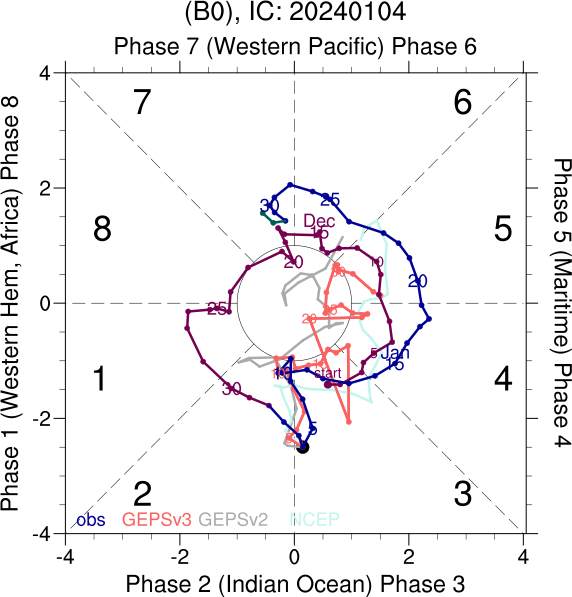 (B0), IC: 20240104
Phase 7 (Western Pacific) Phase 6
Phase 1 (Western Hem, Africa) Phase 8
Phase 5 (Maritime) Phase 4
4
2
0
-2
-4
7
6
8
5
1
4
2
3
30
25
Dec
15
20
10
20
25
5
Jan
15
start
10
30
5
obs GEPSv3 GEPSv2 NCEP
-4 -2 0 2 4
Phase 2 (Indian Ocean) Phase 3